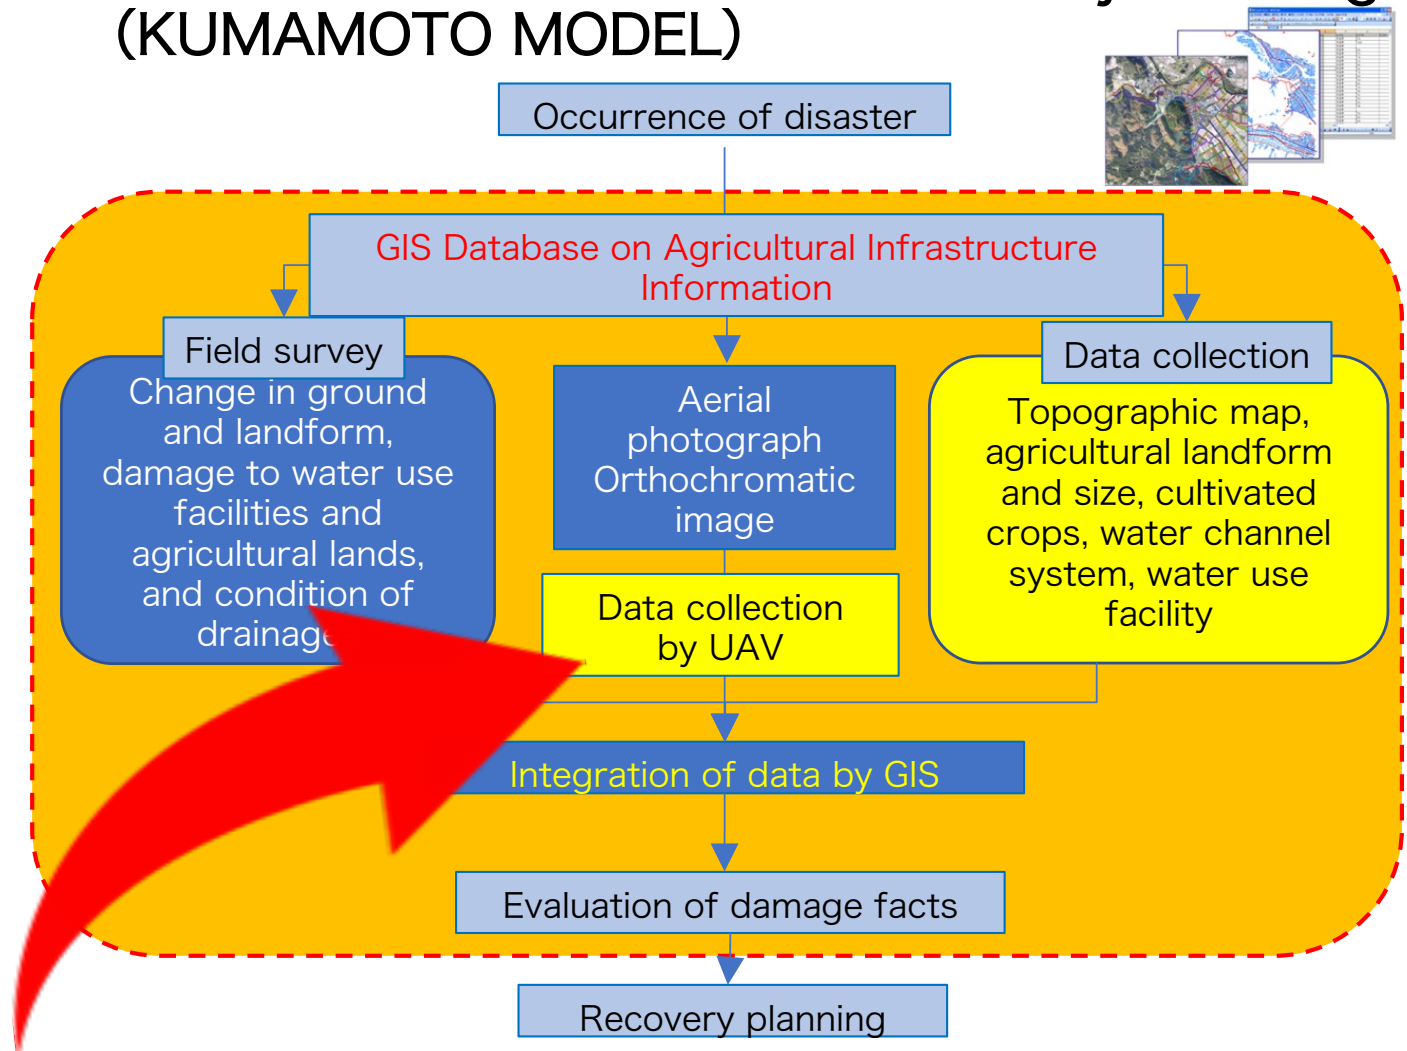 (KUMAMOTO MODEL)
Occurrence of disaster
GIS Database on Agricultural Infrastructure
Information
Field survey
Change in ground
and landform,
damage to water use
facilities and
agricultural lands,
and condition of
drainage
Aerial
photograph
Orthochromatic
image
Data collection
by UAV
Data collection
Topographic map,
agricultural landform
and size, cultivated
crops, water channel
system, water use
facility
Integration of data by GIS
Evaluation of damage facts
Recovery planning